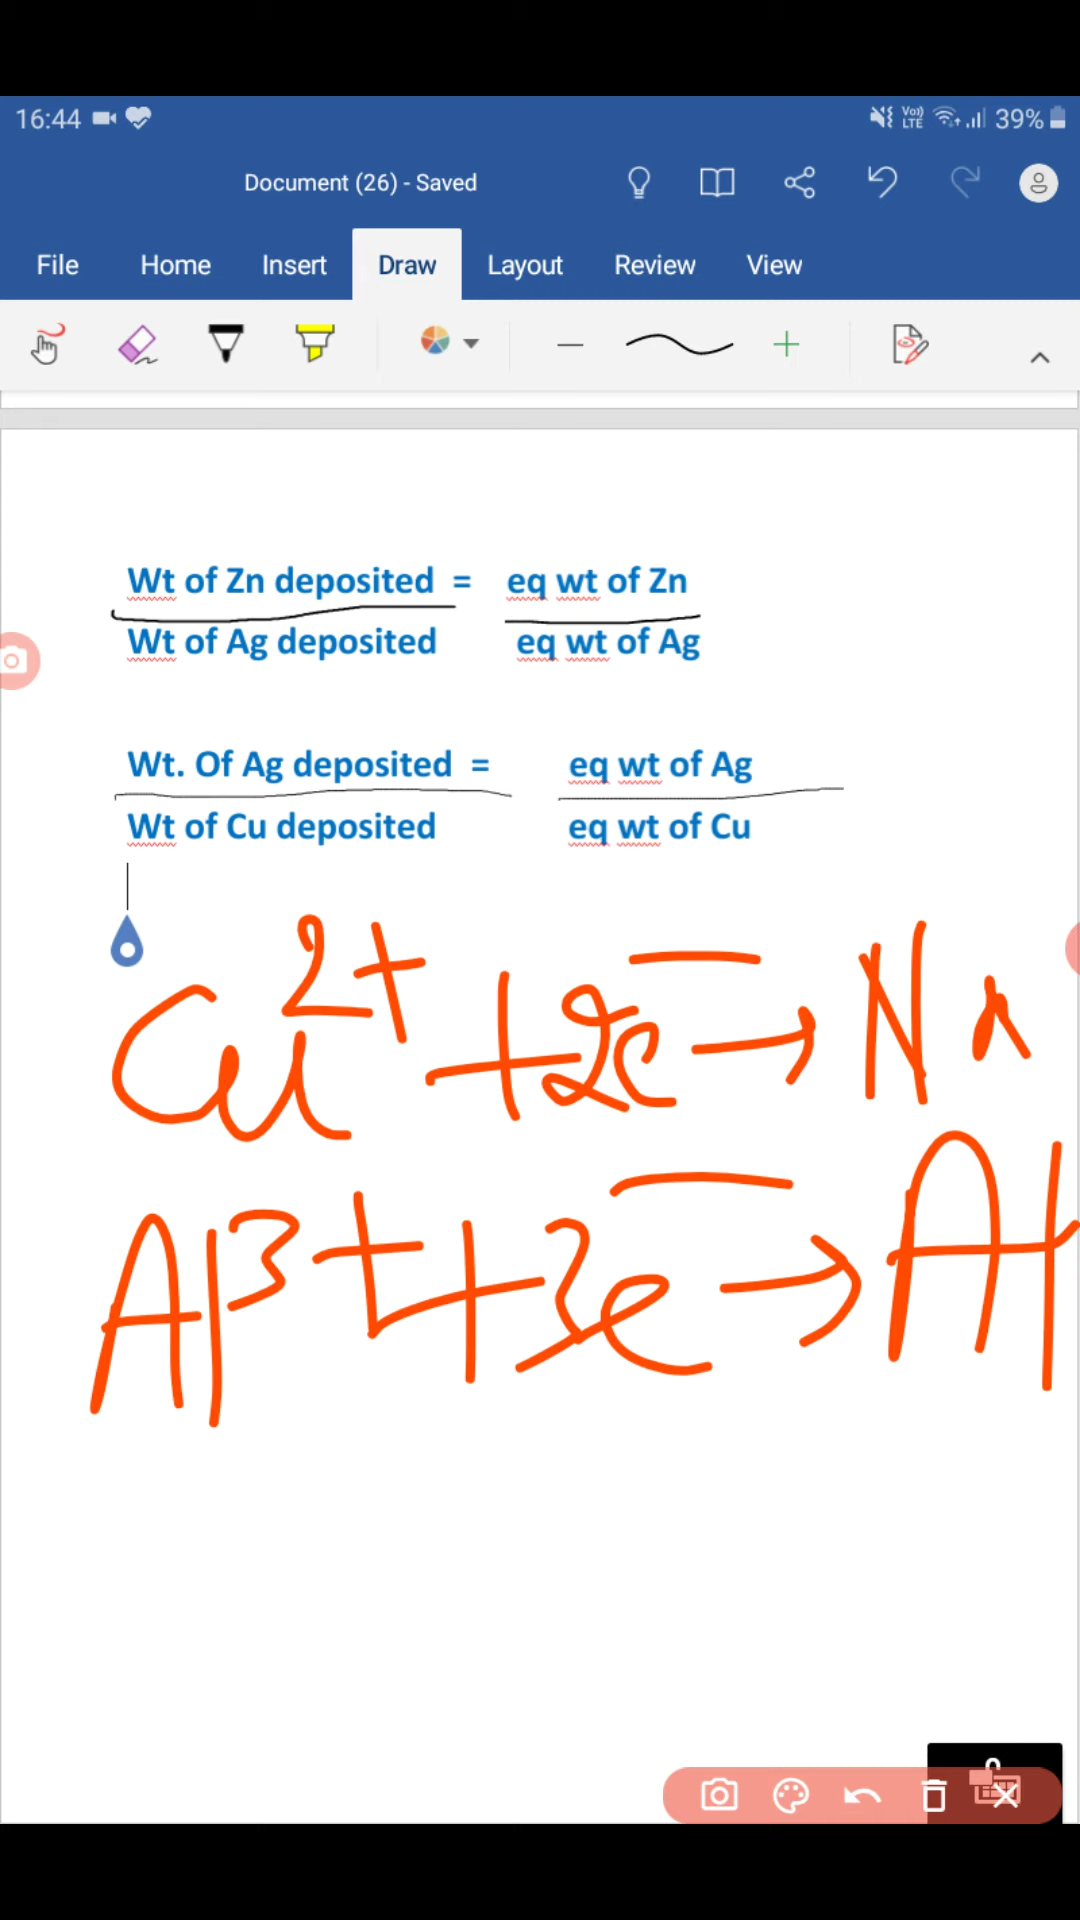 16:44 Vo)) LTE 39%
Document (26) - Saved
File Home Insert Draw Layout Review View
Wt of Zn deposited = eq wt of Zn
Wt of Ag deposited eq wt of Ag
Wt. Of Ag deposited = eq wt of Ag
Wt of Cu deposited eq wt of Cu
Cu²⁺ + 2e⁻ → Na
Al³⁺ + 3e⁻ → Al